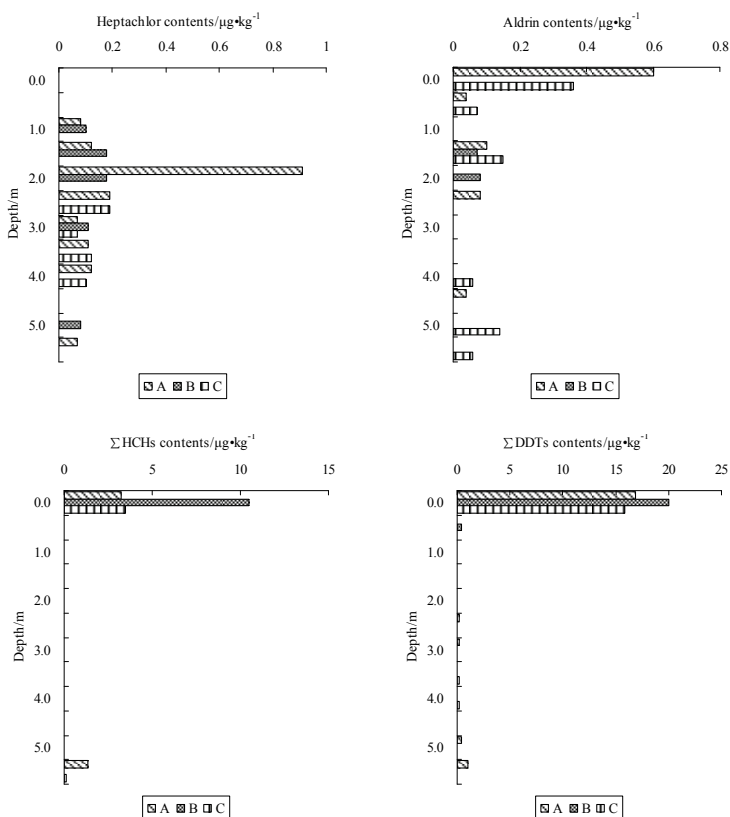 Heptachlor contents/μg•kg⁻¹
0 0.2 0.4 0.6 0.8 1
0.0
1.0
2.0
3.0
4.0
5.0
Depth/m
A B C
Aldrin contents/μg•kg⁻¹
0 0.2 0.4 0.6 0.8
0.0
1.0
2.0
3.0
4.0
5.0
Depth/m
A B C
∑HCHs contents/μg•kg⁻¹
0 5 10 15
0.0
1.0
2.0
3.0
4.0
5.0
Depth/m
A B C
∑DDTs contents/μg•kg⁻¹
0 5 10 15 20 25
0.0
1.0
2.0
3.0
4.0
5.0
Depth/m
A B C